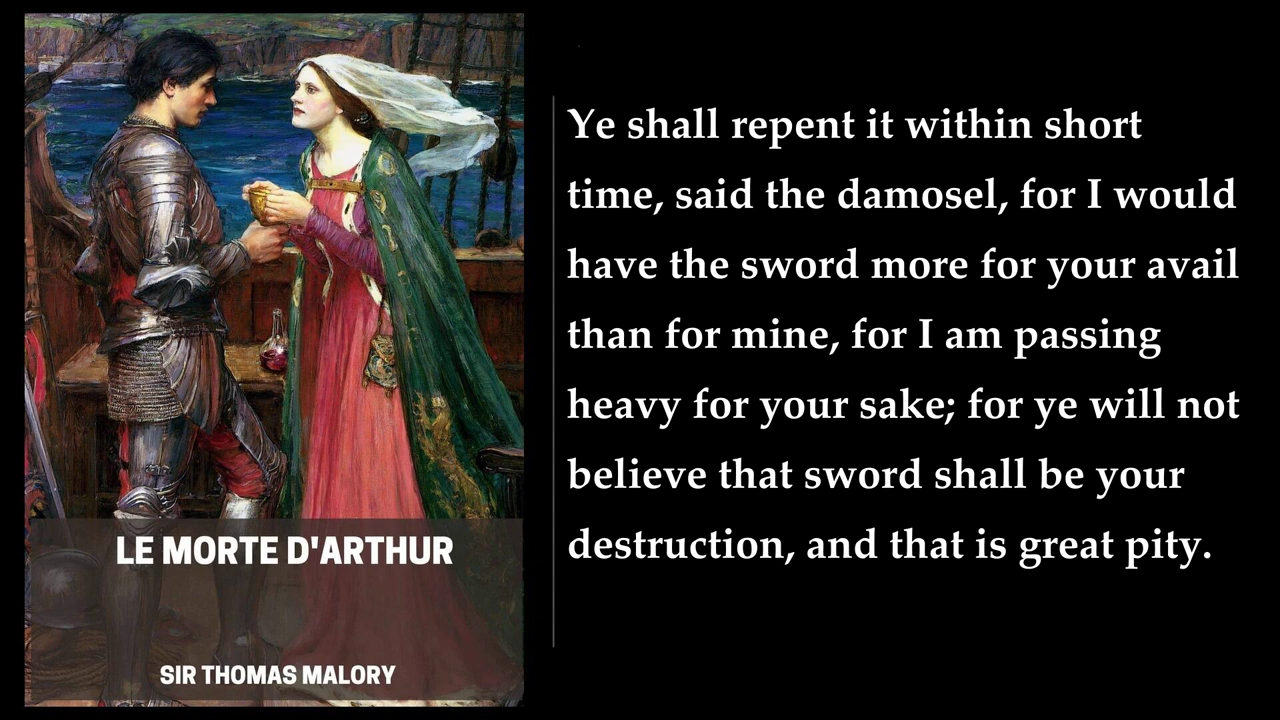 LE MORTE D'ARTHUR
SIR THOMAS MALORY
Ye shall repent it within short
time, said the damosel, for I would
have the sword more for your avail
than for mine, for I am passing
heavy for your sake; for ye will not
believe that sword shall be your
destruction, and that is great pity.